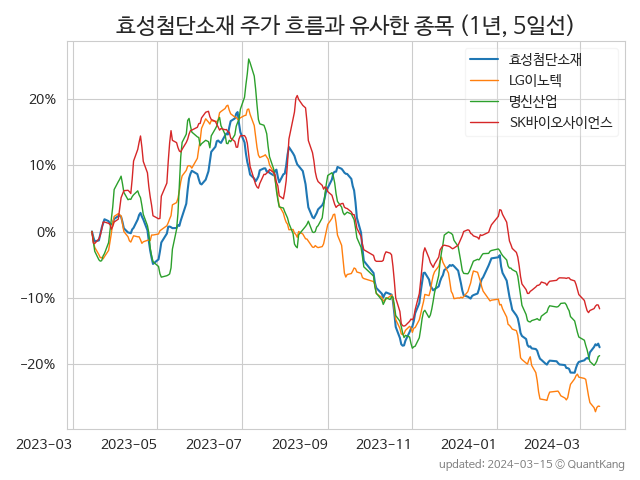 효성첨단소재 주가 흐름과 유사한 종목 (1년, 5일선)
효성첨단소재
LG이노텍
명신산업
SK바이오사이언스
20%
10%
0%
−10%
−20%
2023-03 2023-05 2023-07 2023-09 2023-11 2024-01 2024-03
updated: 2024-03-15 ⓒ QuantKang